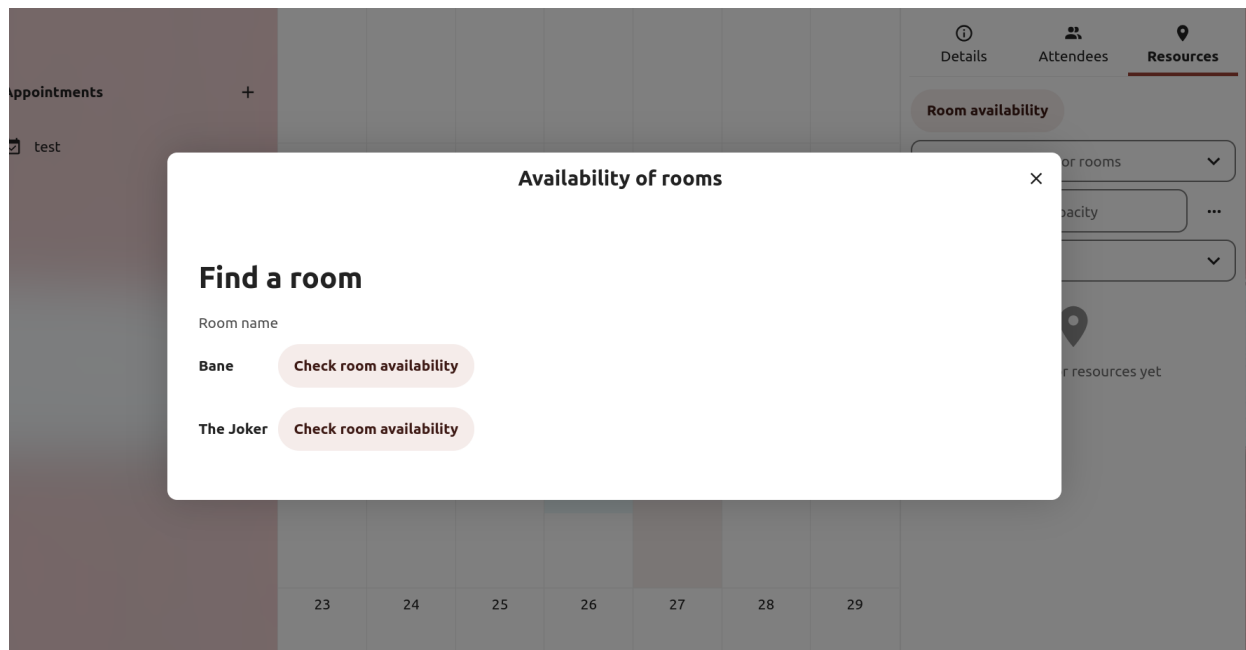 Details
Attendees
Resources
Appointments
Room availability
test
or rooms
Availability of rooms
pacity
Find a room
Room name
Bane Check room availability
r resources yet
The Joker Check room availability
23 24 25 26 27 28 29